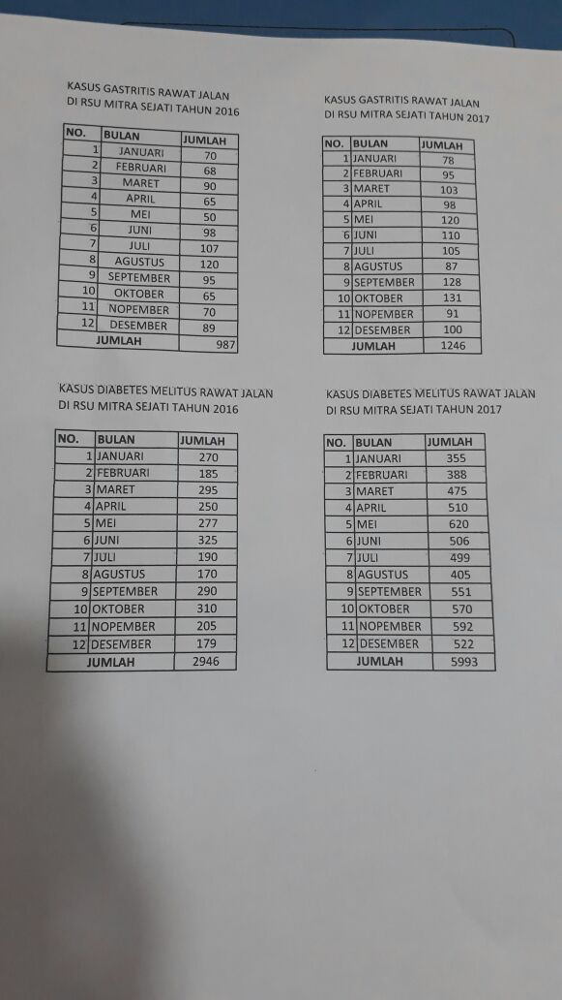 KASUS GASTRITIS RAWAT JALAN
DI RSU MITRA SEJATI TAHUN 2016
NO. BULAN JUMLAH
1 JANUARI 70
2 FEBRUARI 68
3 MARET 90
4 APRIL 65
5 MEI 50
6 JUNI 98
7 JULI 107
8 AGUSTUS 120
9 SEPTEMBER 95
10 OKTOBER 65
11 NOPEMBER 70
12 DESEMBER 89
JUMLAH 987
KASUS GASTRITIS RAWAT JALAN
DI RSU MITRA SEJATI TAHUN 2017
NO. BULAN JUMLAH
1 JANUARI 78
2 FEBRUARI 95
3 MARET 103
4 APRIL 98
5 MEI 120
6 JUNI 110
7 JULI 105
8 AGUSTUS 87
9 SEPTEMBER 128
10 OKTOBER 131
11 NOPEMBER 91
12 DESEMBER 100
JUMLAH 1246
KASUS DIABETES MELITUS RAWAT JALAN
DI RSU MITRA SEJATI TAHUN 2016
NO. BULAN JUMLAH
1 JANUARI 270
2 FEBRUARI 185
3 MARET 295
4 APRIL 250
5 MEI 277
6 JUNI 325
7 JULI 190
8 AGUSTUS 170
9 SEPTEMBER 290
10 OKTOBER 310
11 NOPEMBER 205
12 DESEMBER 179
JUMLAH 2946
KASUS DIABETES MELITUS RAWAT JALAN
DI RSU MITRA SEJATI TAHUN 2017
NO. BULAN JUMLAH
1 JANUARI 355
2 FEBRUARI 388
3 MARET 475
4 APRIL 510
5 MEI 620
6 JUNI 506
7 JULI 499
8 AGUSTUS 405
9 SEPTEMBER 551
10 OKTOBER 570
11 NOPEMBER 592
12 DESEMBER 522
JUMLAH 5993